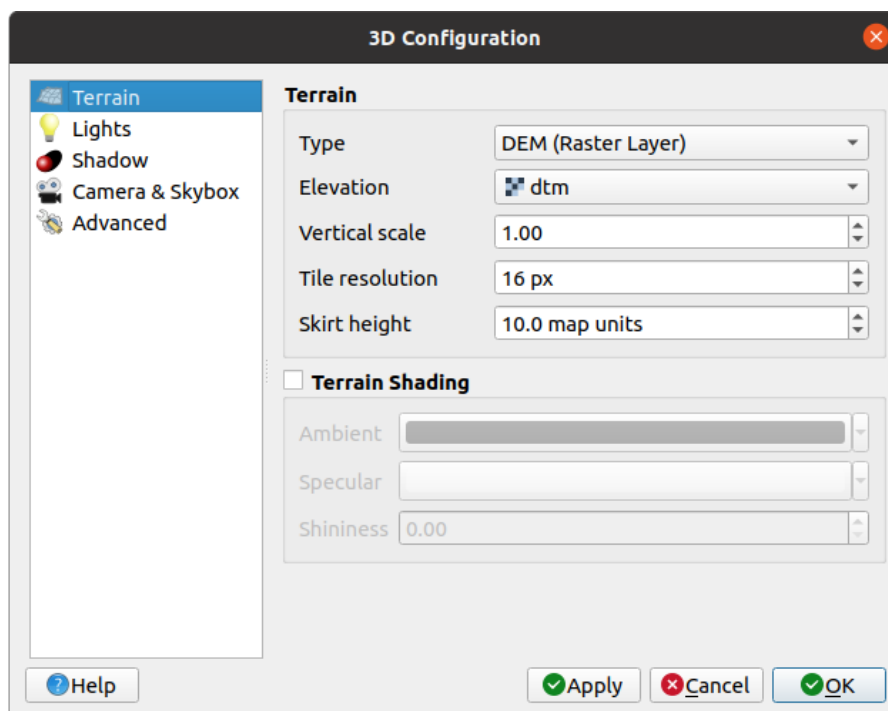 3D Configuration
Terrain
Lights
Shadow
Camera & Skybox
Advanced
Terrain
Type DEM (Raster Layer)
Elevation dtm
Vertical scale 1.00
Tile resolution 16 px
Skirt height 10.0 map units
Terrain Shading
Ambient
Specular
Shininess 0.00
Help Apply Cancel OK